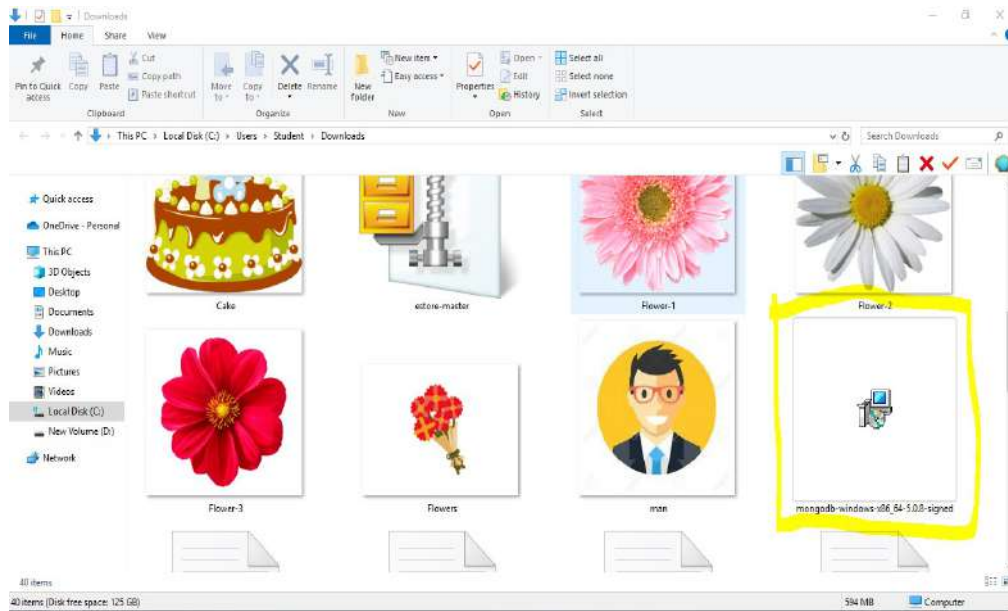 Downloads
File Home Share View
Pin to Quick access
Copy
Paste
Cut
Copy path
Paste shortcut
Clipboard
Move to
Copy to
Delete
Rename
Organize
New folder
New item
Easy access
New
Properties
Open
Edit
History
Open
Select all
Select none
Invert selection
Select
This PC › Local Disk (C:) › Users › Student › Downloads
Search Downloads
Quick access
OneDrive - Personal
This PC
3D Objects
Desktop
Documents
Downloads
Music
Pictures
Videos
Local Disk (C:)
New Volume (D:)
Network
Cake
estore-master
Flower-1
Flower-2
Flower-3
Flowers
man
mongodb-windows-x86_64-5.0.8-signed
40 items
40 items (Disk free space: 125 GB)
594 MB
Computer